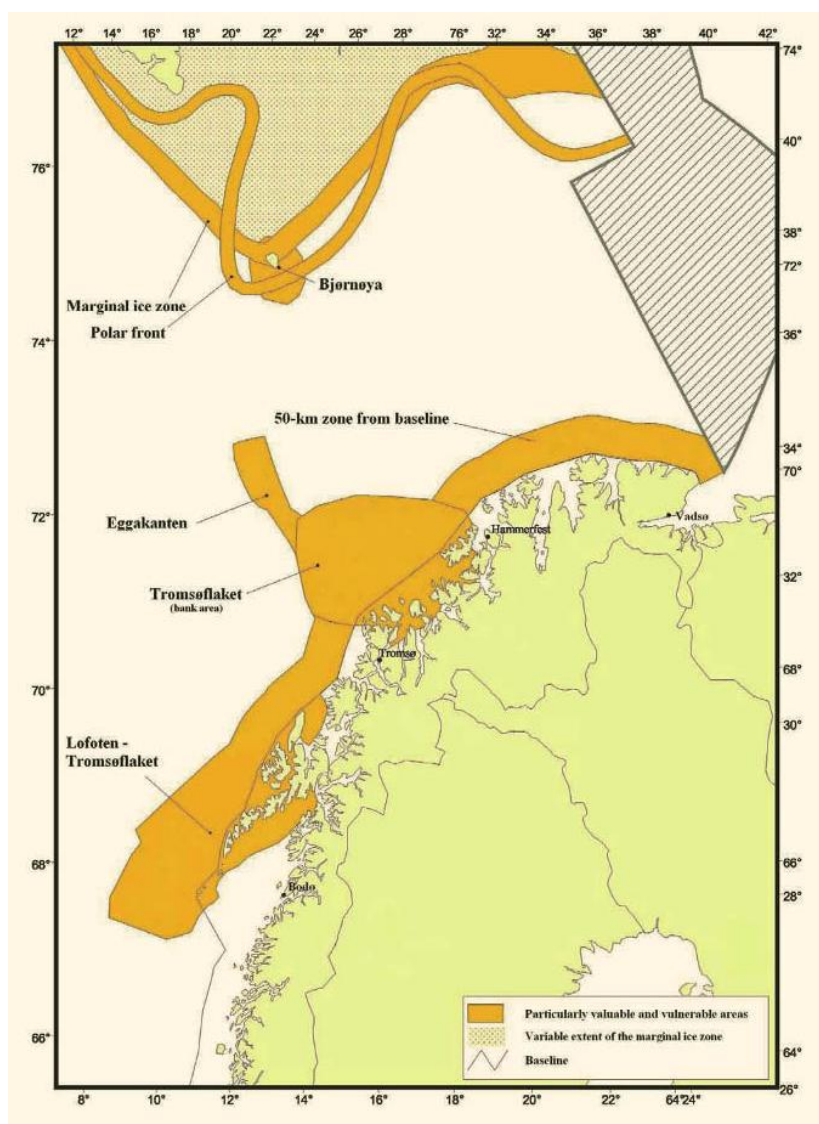 12° 14° 16° 18° 20° 22° 24° 26° 28° 76° 32° 34° 36° 38° 40° 42°
74°
40°
76°
38°
72°
Bjørnøya
Marginal ice zone
Polar front
36°
74°
50-km zone from baseline
34°
70°
72°
Eggakanten
Vadsø
Hammerfest
32°
Tromsøflaket
(bank area)
Tromsø
68°
70°
30°
Lofoten -
Tromsøflaket
68°
66°
28°
Bodø
Particularly valuable and vulnerable areas
Variable extent of the marginal ice zone
Baseline
66°
64°
26°
8° 10° 12° 14° 16° 18° 20° 22° 64°24°